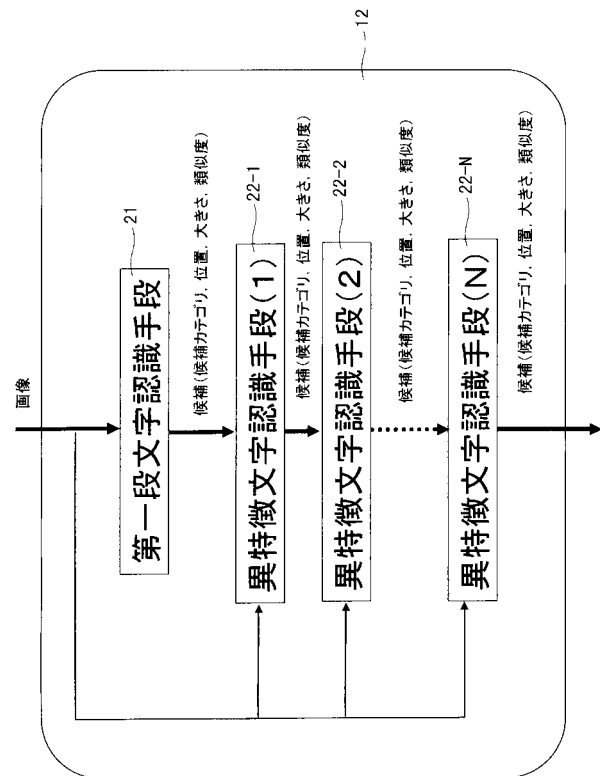 画像
12
第一段文字認識手段
21
候補(候補カテゴリ, 位置, 大きさ, 類似度)
異特徴文字認識手段(1)
22-1
候補(候補カテゴリ, 位置, 大きさ, 類似度)
異特徴文字認識手段(2)
22-2
候補(候補カテゴリ, 位置, 大きさ, 類似度)
異特徴文字認識手段(N)
22-N
候補(候補カテゴリ, 位置, 大きさ, 類似度)